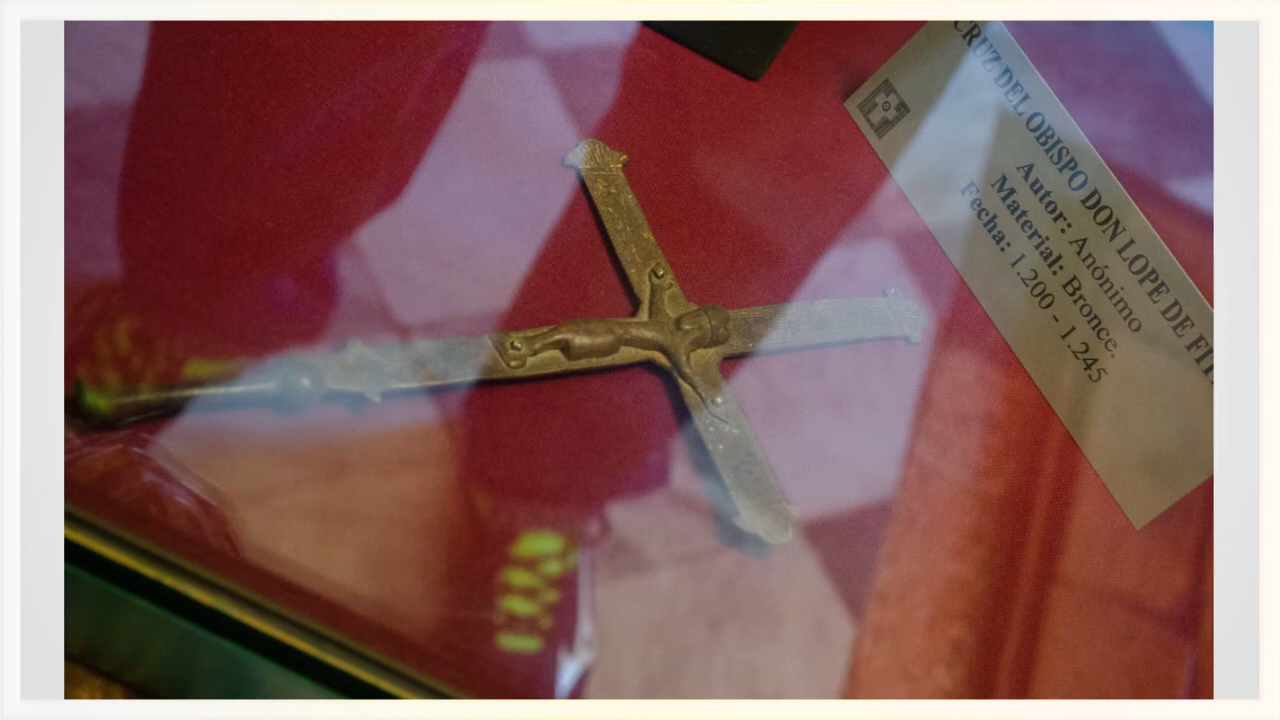 CRUZ DEL OBISPO DON LOPE DE
Autor: Anónimo
Material: Bronce.
Fecha: 1.200 - 1.245